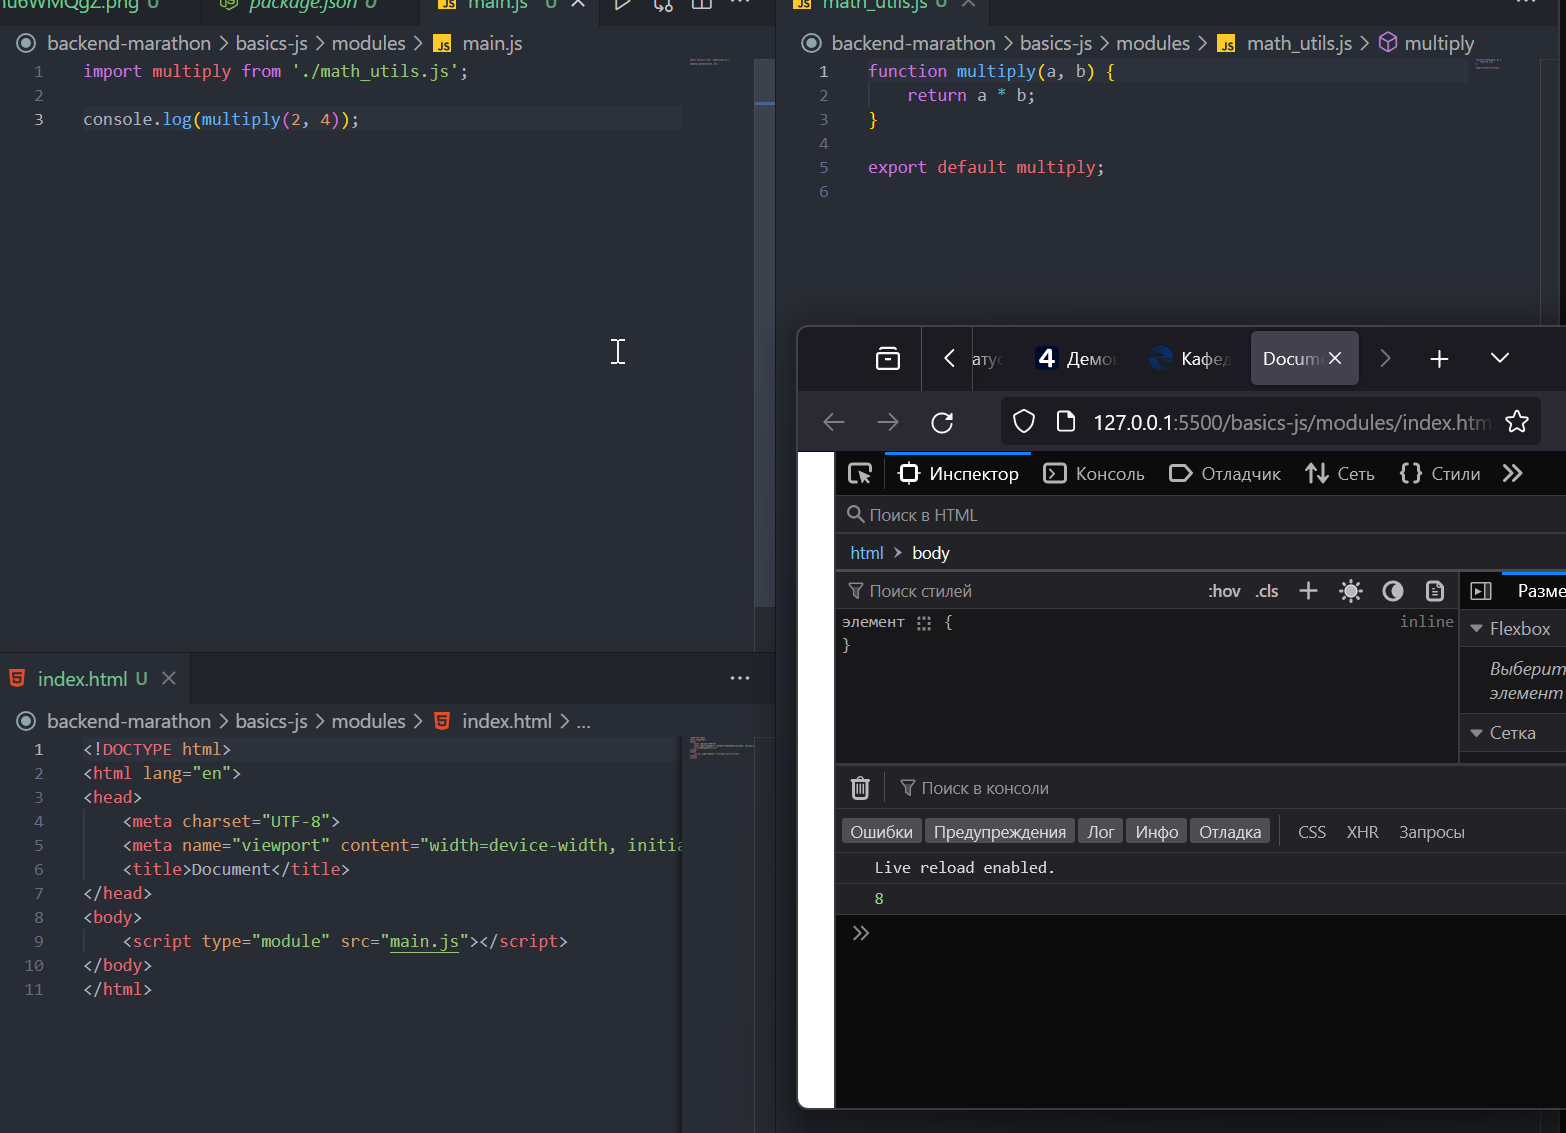 package.json U
main.js U
backend-marathon > basics-js > modules > JS main.js
1 import multiply from './math_utils.js';
2
3 console.log(multiply(2, 4));
math_utils.js U
backend-marathon > basics-js > modules > JS math_utils.js > multiply
1 function multiply(a, b) {
2     return a * b;
3 }
4
5 export default multiply;
6
index.html U
backend-marathon > basics-js > modules > index.html > ...
1 <!DOCTYPE html>
2 <html lang="en">
3 <head>
4     <meta charset="UTF-8">
5     <meta name="viewport" content="width=device-width, initia
6     <title>Document</title>
7 </head>
8 <body>
9     <script type="module" src="main.js"></script>
10 </body>
11 </html>
4 Демо
Кафед
Docum
127.0.0.1:5500/basics-js/modules/index.htm
Инспектор Консоль Отладчик Сеть Стили
Поиск в HTML
html > body
Поиск стилей :hov .cls
элемент { inline
}
Разме
Flexbox
Выберит
элемент
Сетка
Поиск в консоли
Ошибки Предупреждения Лог Инфо Отладка CSS XHR Запросы
Live reload enabled.
8